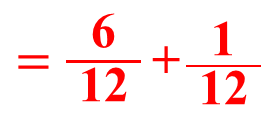 = 6/12 + 1/12